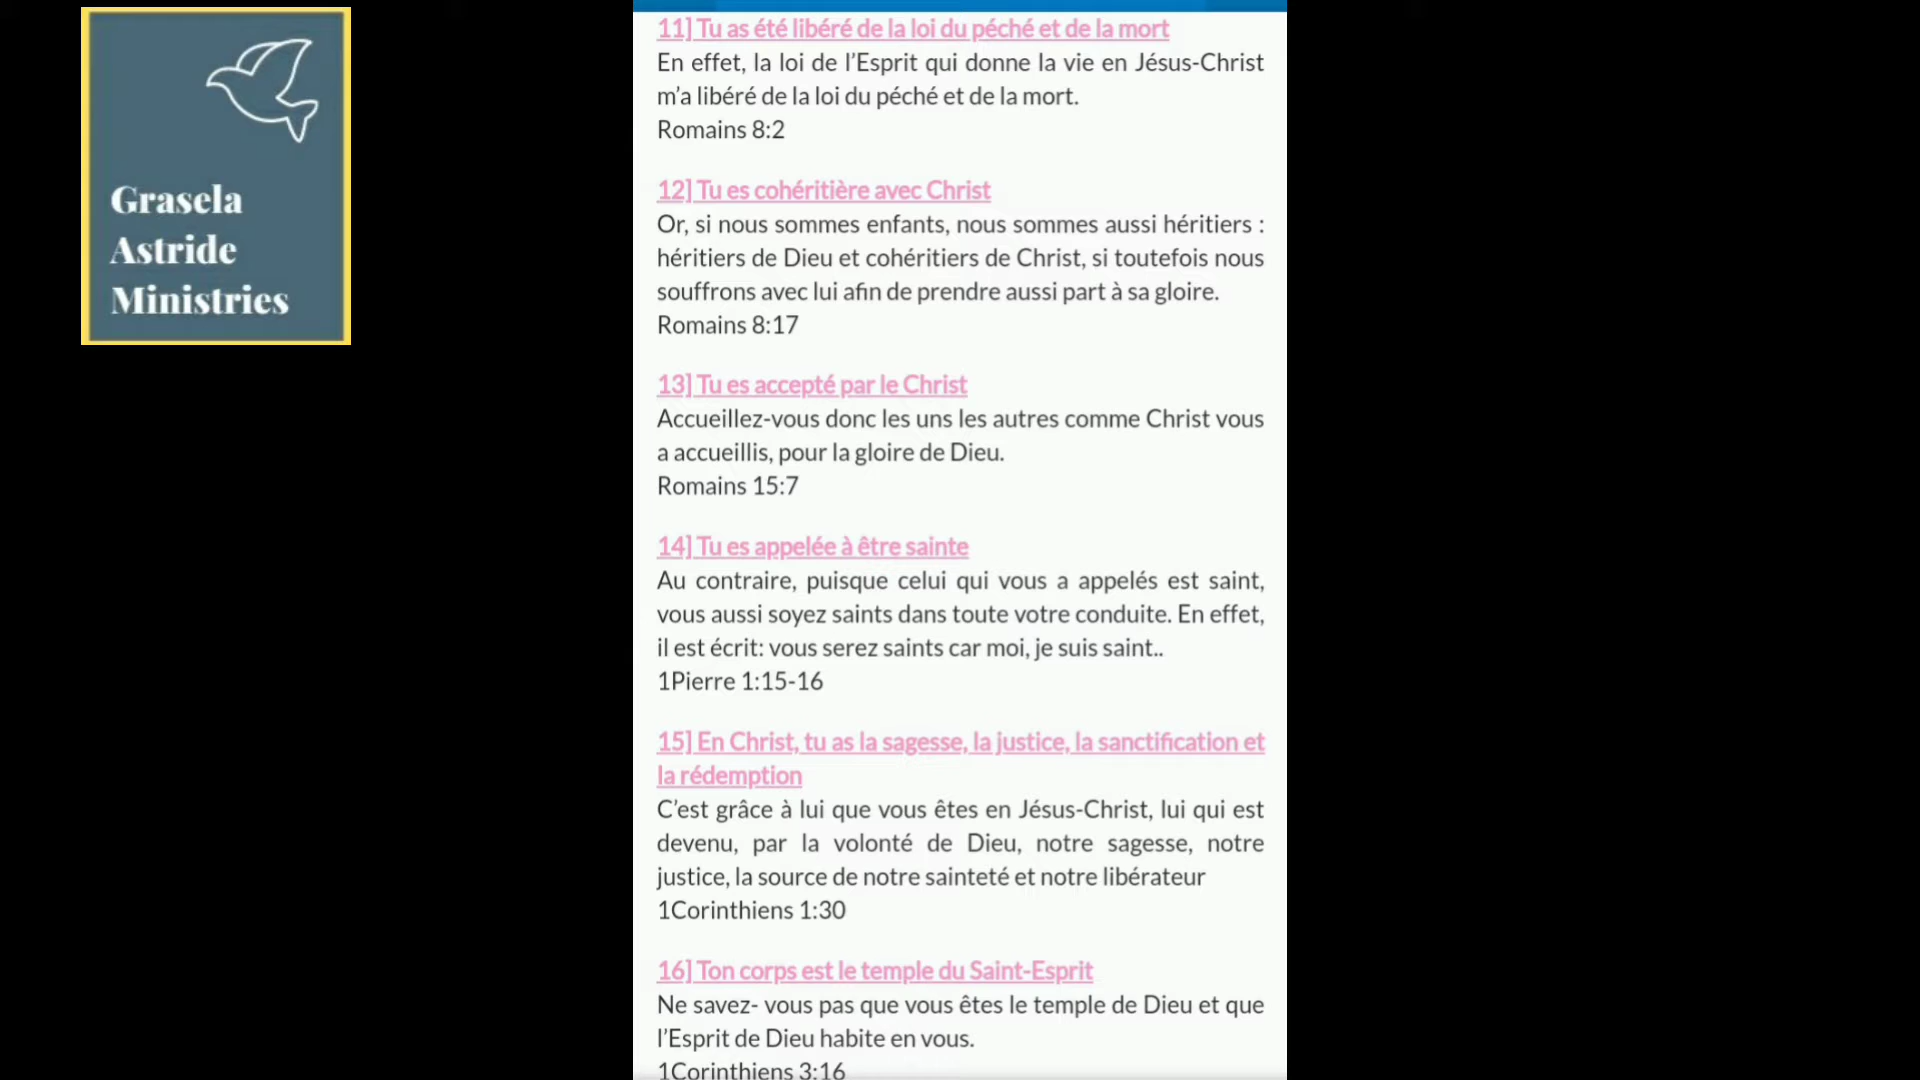 Grasela
Astride
Ministries
11] Tu as été libéré de la loi du péché et de la mort
En effet, la loi de l’Esprit qui donne la vie en Jésus-Christ
m’a libéré de la loi du péché et de la mort.
Romains 8:2
12] Tu es cohéritière avec Christ
Or, si nous sommes enfants, nous sommes aussi héritiers :
héritiers de Dieu et cohéritiers de Christ, si toutefois nous
souffrons avec lui afin de prendre aussi part à sa gloire.
Romains 8:17
13] Tu es accepté par le Christ
Accueillez-vous donc les uns les autres comme Christ vous
a accueillis, pour la gloire de Dieu.
Romains 15:7
14] Tu es appelée à être sainte
Au contraire, puisque celui qui vous a appelés est saint,
vous aussi soyez saints dans toute votre conduite. En effet,
il est écrit: vous serez saints car moi, je suis saint..
1Pierre 1:15-16
15] En Christ, tu as la sagesse, la justice, la sanctification et
la rédemption
C’est grâce à lui que vous êtes en Jésus-Christ, lui qui est
devenu, par la volonté de Dieu, notre sagesse, notre
justice, la source de notre sainteté et notre libérateur
1Corinthiens 1:30
16] Ton corps est le temple du Saint-Esprit
Ne savez- vous pas que vous êtes le temple de Dieu et que
l’Esprit de Dieu habite en vous.
1Corinthiens 3:16